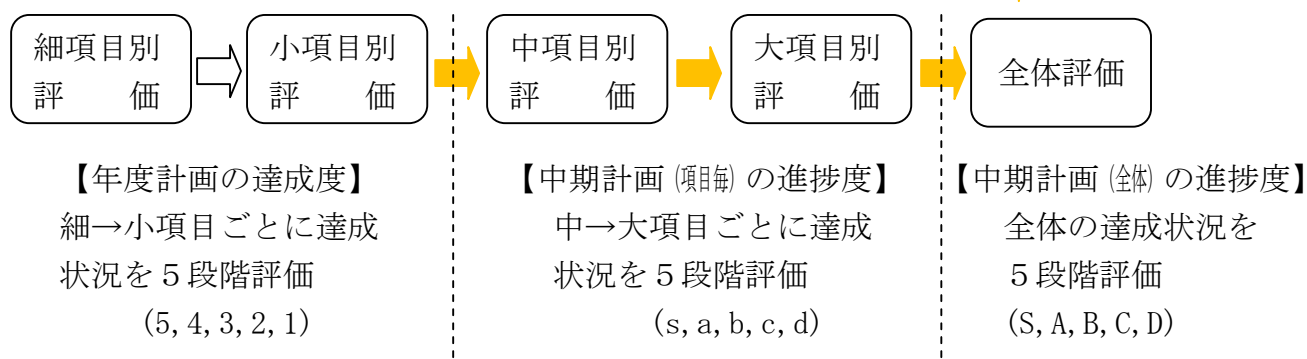 細項目別
評　　価
小項目別
評　　価
中項目別
評　　価
大項目別
評　　価
全体評価
【年度計画の達成度】
細→小項目ごとに達成
状況を５段階評価
(5,4,3,2,1)
【中期計画(項目毎)の進捗度】
中→大項目ごとに達成
状況を５段階評価
(s,a,b,c,d)
【中期計画(全体)の進捗度】
全体の達成状況を
５段階評価
(S,A,B,C,D)